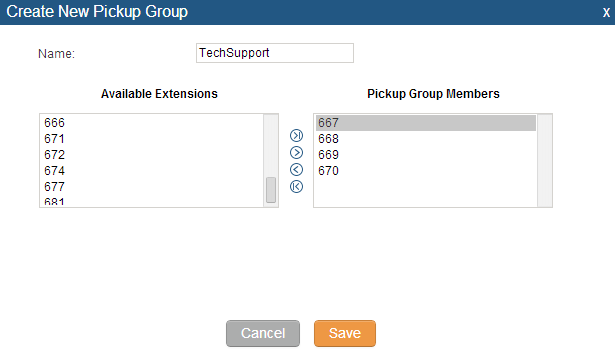 Create New Pickup Group X
Name: TechSupport
Available Extensions Pickup Group Members
666 667
671 668
672 669
674 670
677
681
Cancel Save